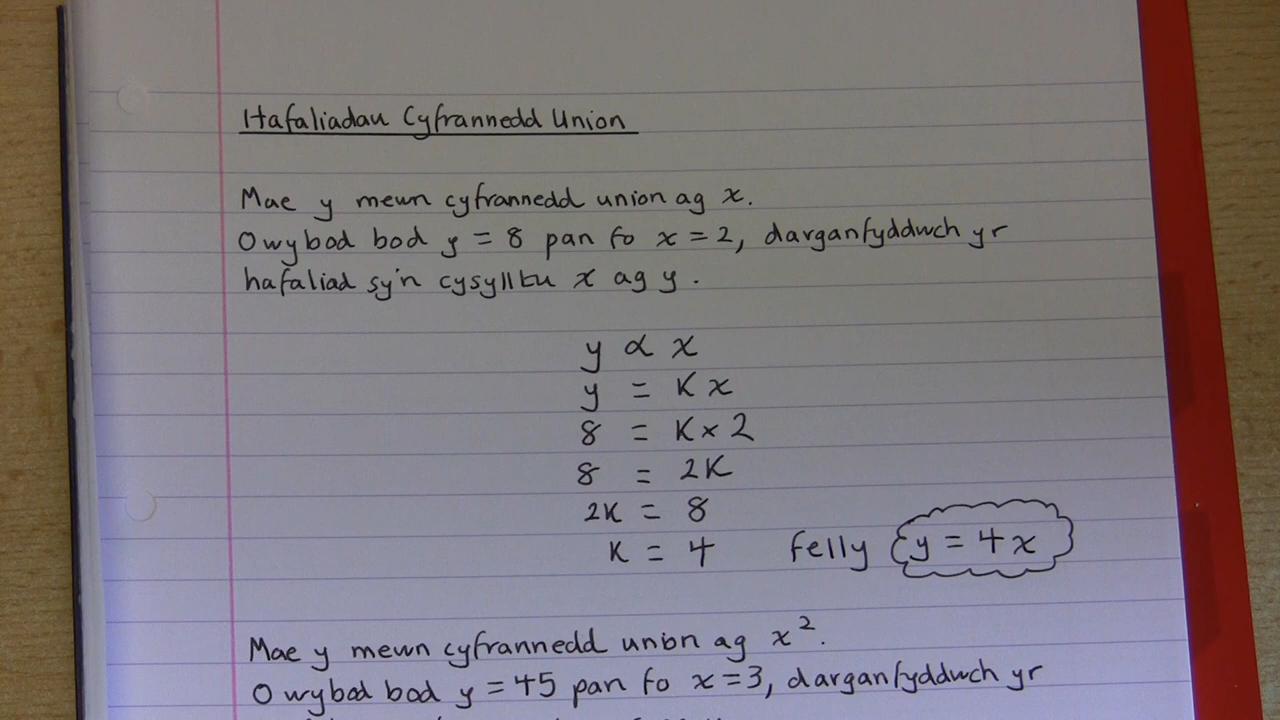 Hafaliadau Cyfrannedd Union
Mae y mewn cyfrannedd union ag x.
O wybod bod y = 8 pan fo x = 2, darganfyddwch yr
hafaliad sy'n cysylltu x ag y.
y ∝ x
y = Kx
8 = K × 2
8 = 2K
2K = 8
K = 4 felly y = 4x
Mae y mewn cyfrannedd union ag x².
O wybod bod y = 45 pan fo x = 3, darganfyddwch yr